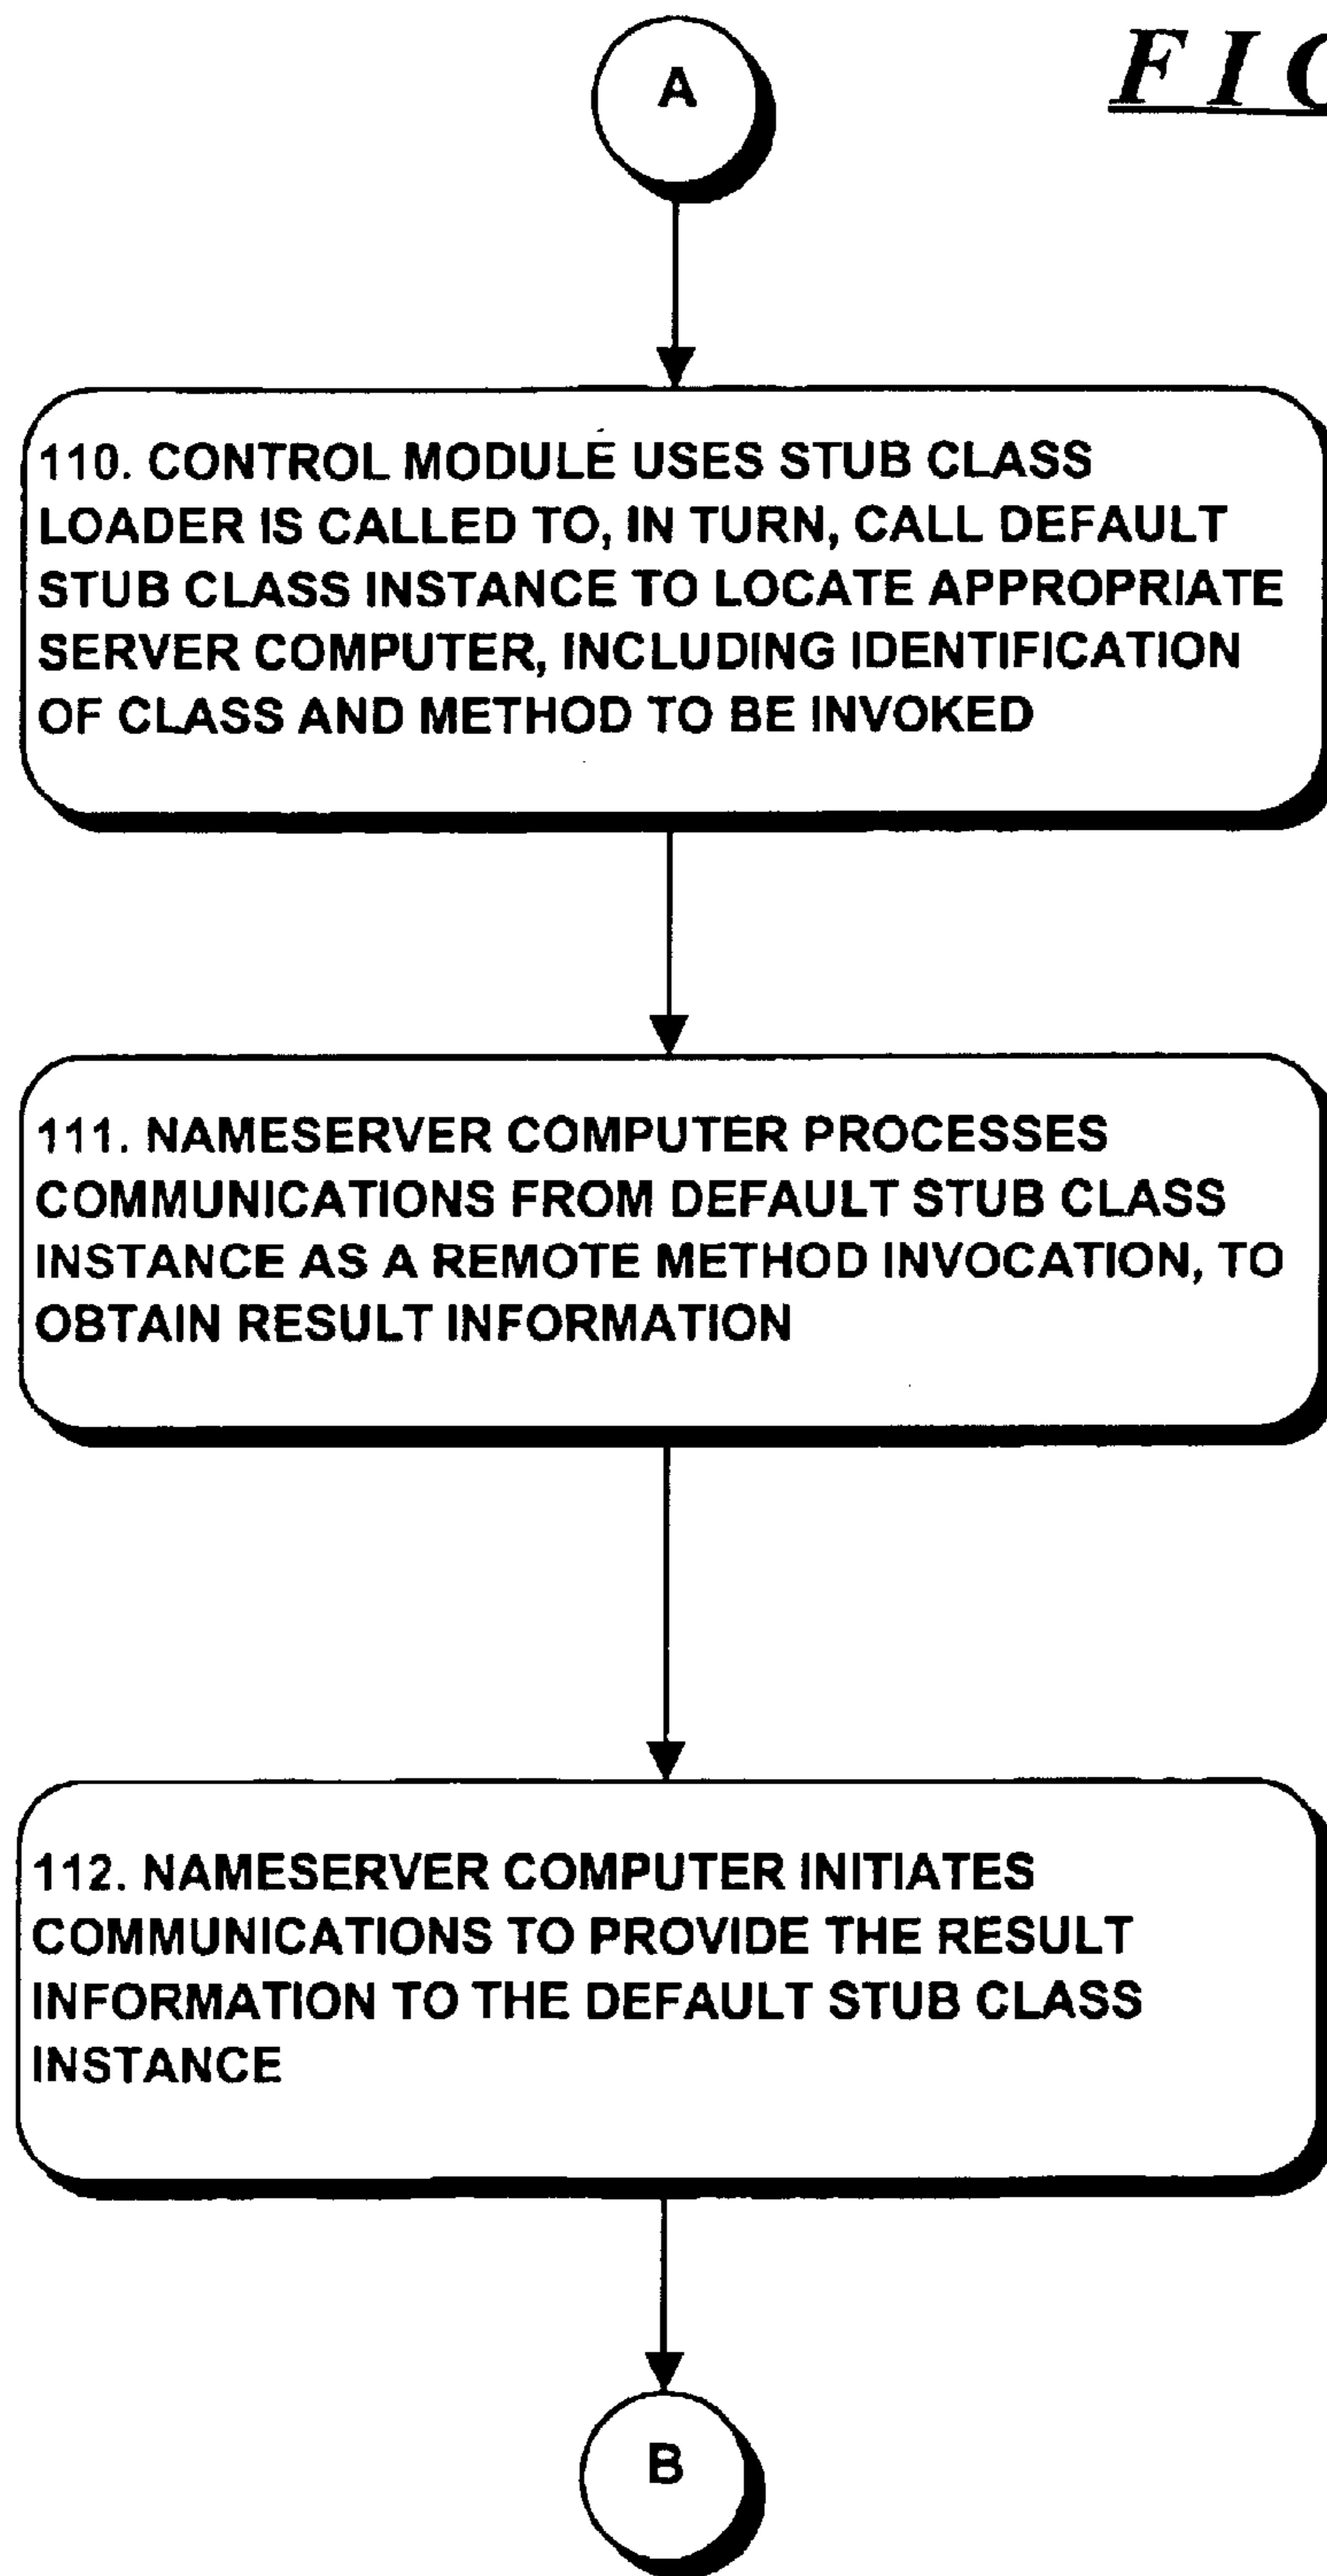 A
110. CONTROL MODULE USES STUB CLASS
LOADER IS CALLED TO, IN TURN, CALL DEFAULT
STUB CLASS INSTANCE TO LOCATE APPROPRIATE
SERVER COMPUTER, INCLUDING IDENTIFICATION
OF CLASS AND METHOD TO BE INVOKED
111. NAMESERVER COMPUTER PROCESSES
COMMUNICATIONS FROM DEFAULT STUB CLASS
INSTANCE AS A REMOTE METHOD INVOCATION, TO
OBTAIN RESULT INFORMATION
112. NAMESERVER COMPUTER INITIATES
COMMUNICATIONS TO PROVIDE THE RESULT
INFORMATION TO THE DEFAULT STUB CLASS
INSTANCE
B